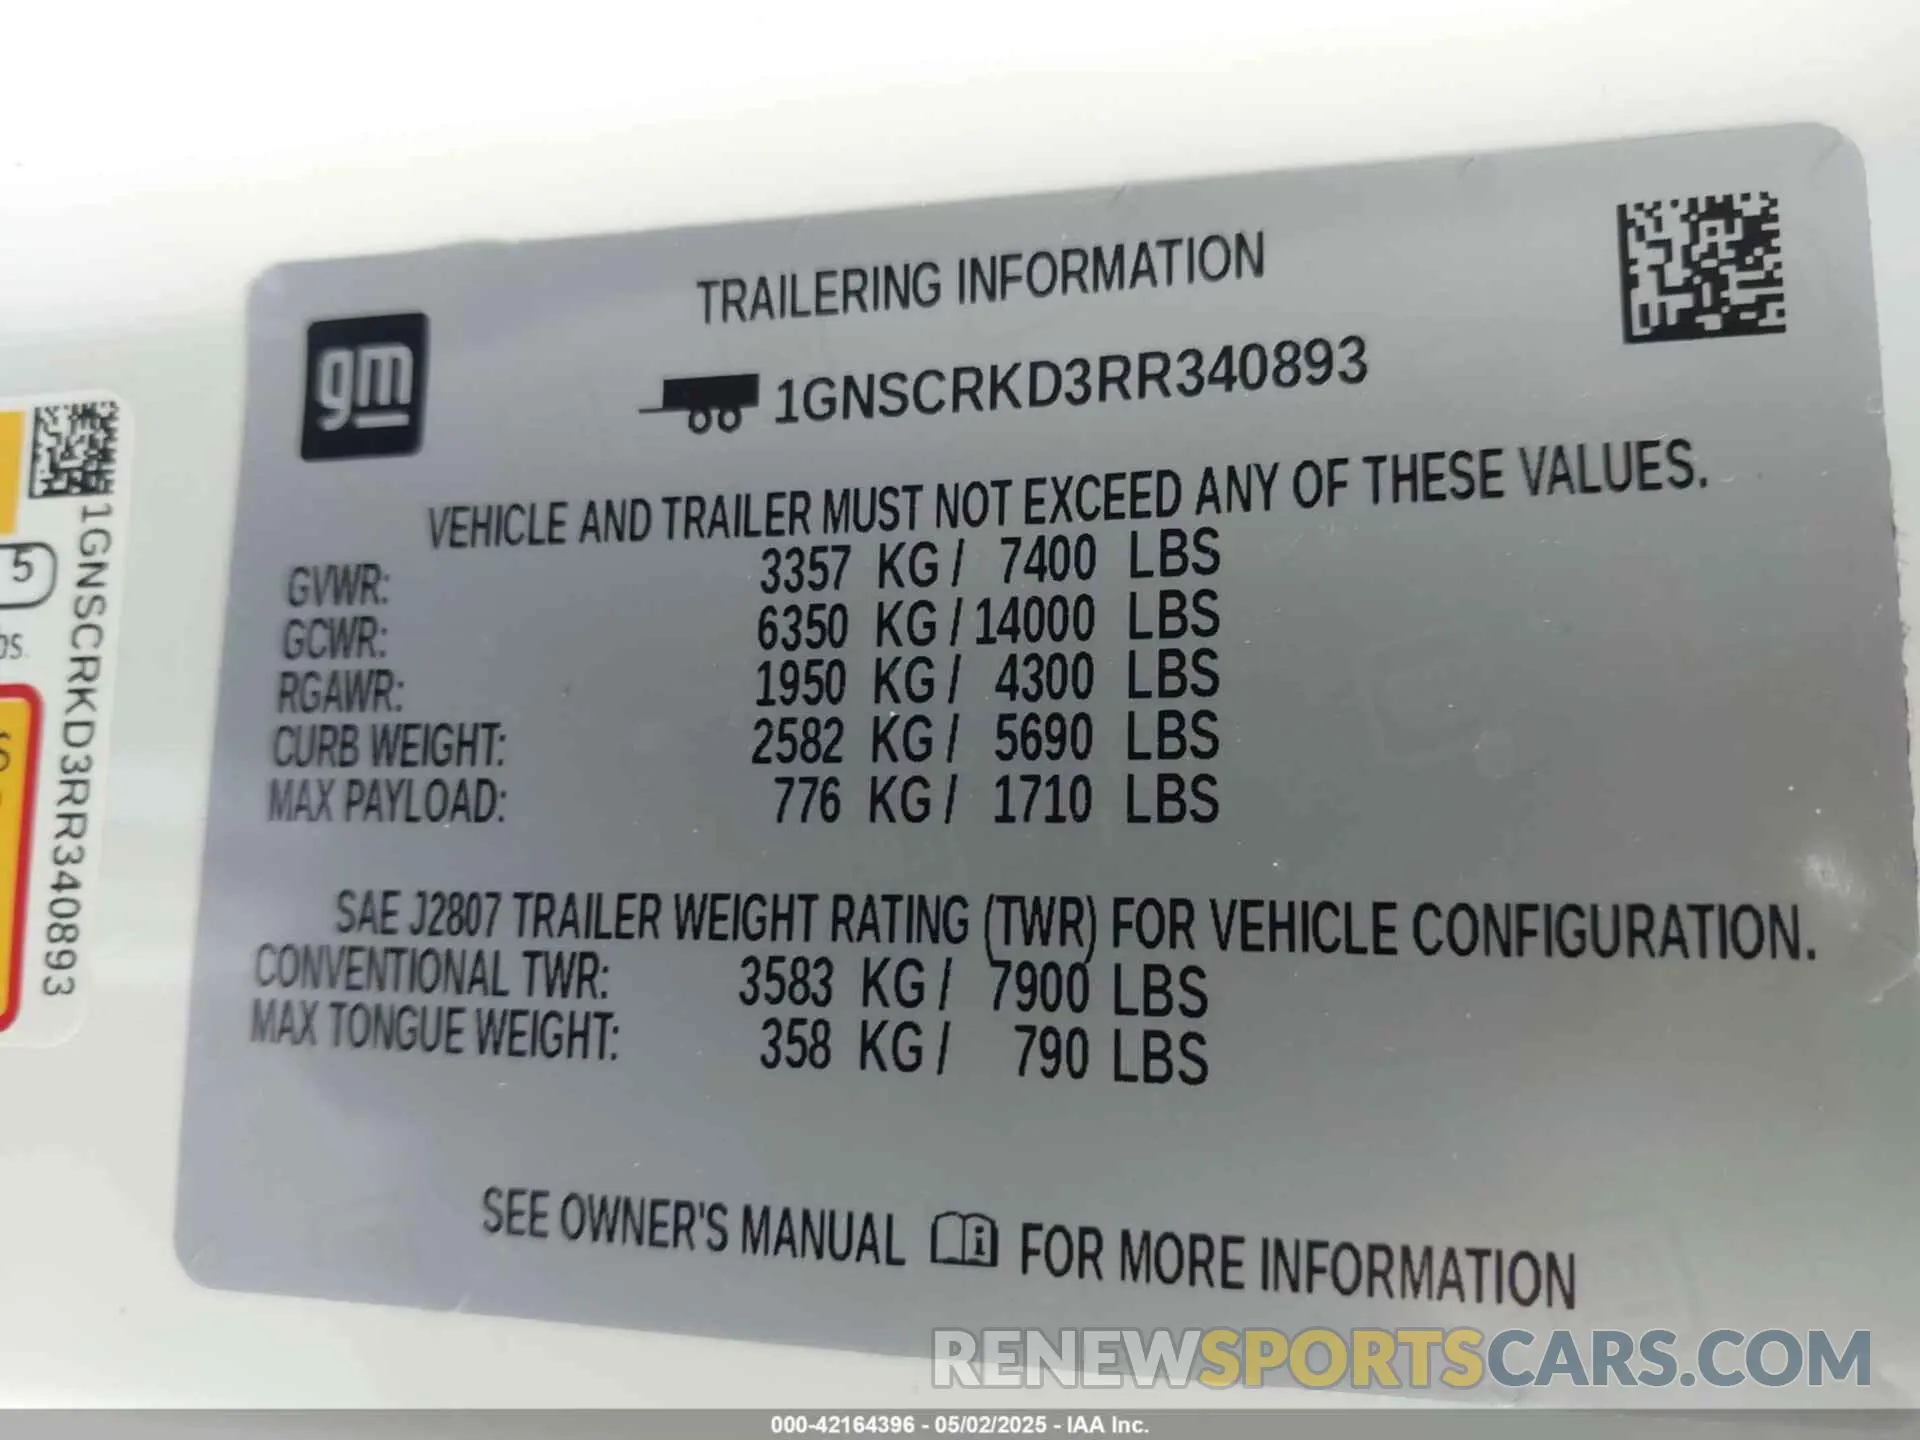 TRAILERING INFORMATION
gm
1GNSCRKD3RR340893
VEHICLE AND TRAILER MUST NOT EXCEED ANY OF THESE VALUES.
GVWR: 3357 KG / 7400 LBS
GCWR: 6350 KG / 14000 LBS
RGAWR: 1950 KG / 4300 LBS
CURB WEIGHT: 2582 KG / 5690 LBS
MAX PAYLOAD: 776 KG / 1710 LBS
SAE J2807 TRAILER WEIGHT RATING (TWR) FOR VEHICLE CONFIGURATION.
CONVENTIONAL TWR: 3583 KG / 7900 LBS
MAX TONGUE WEIGHT: 358 KG / 790 LBS
SEE OWNER'S MANUAL i FOR MORE INFORMATION
5
1GNSCRKD3RR340893
RENEWSPORTSCARS.COM
000-42164396 - 05/02/2025 - IAA Inc.